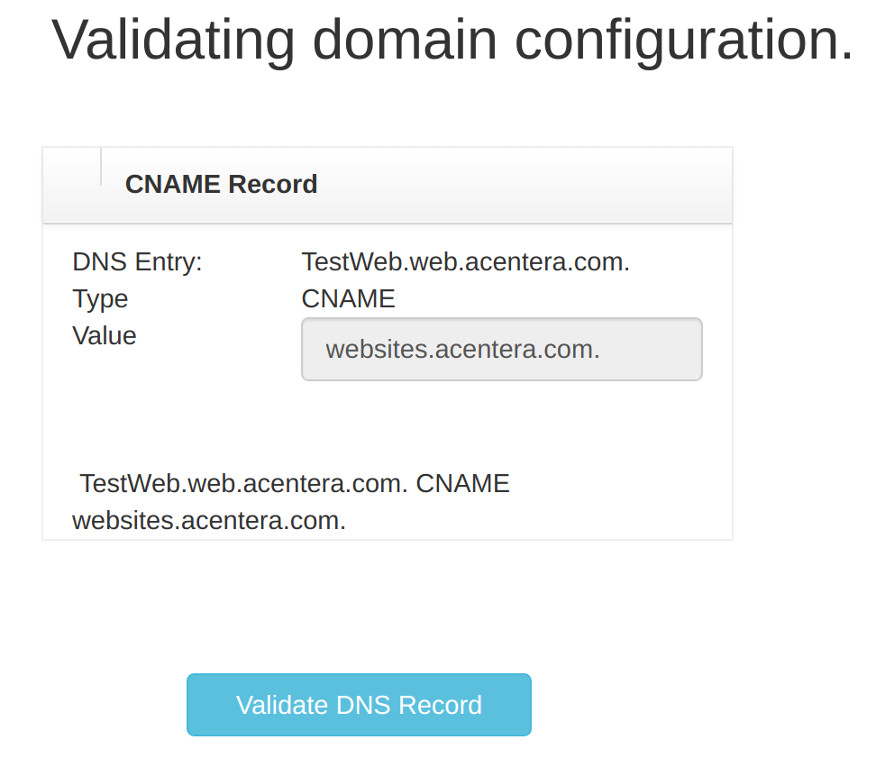 Validating domain configuration.
CNAME Record
DNS Entry: TestWeb.web.acentera.com.
Type CNAME
Value websites.acentera.com.
TestWeb.web.acentera.com. CNAME
websites.acentera.com.
Validate DNS Record